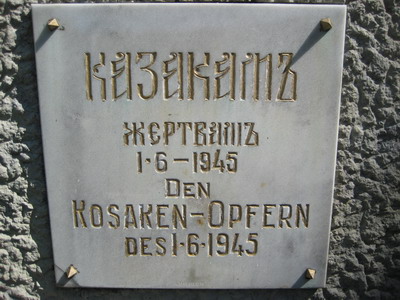 КАЗАКАМЪ
ЖЕРТВАМЪ
1·6–1945
DEN
KOSAKEN–OPFERN
DES 1·6·1945